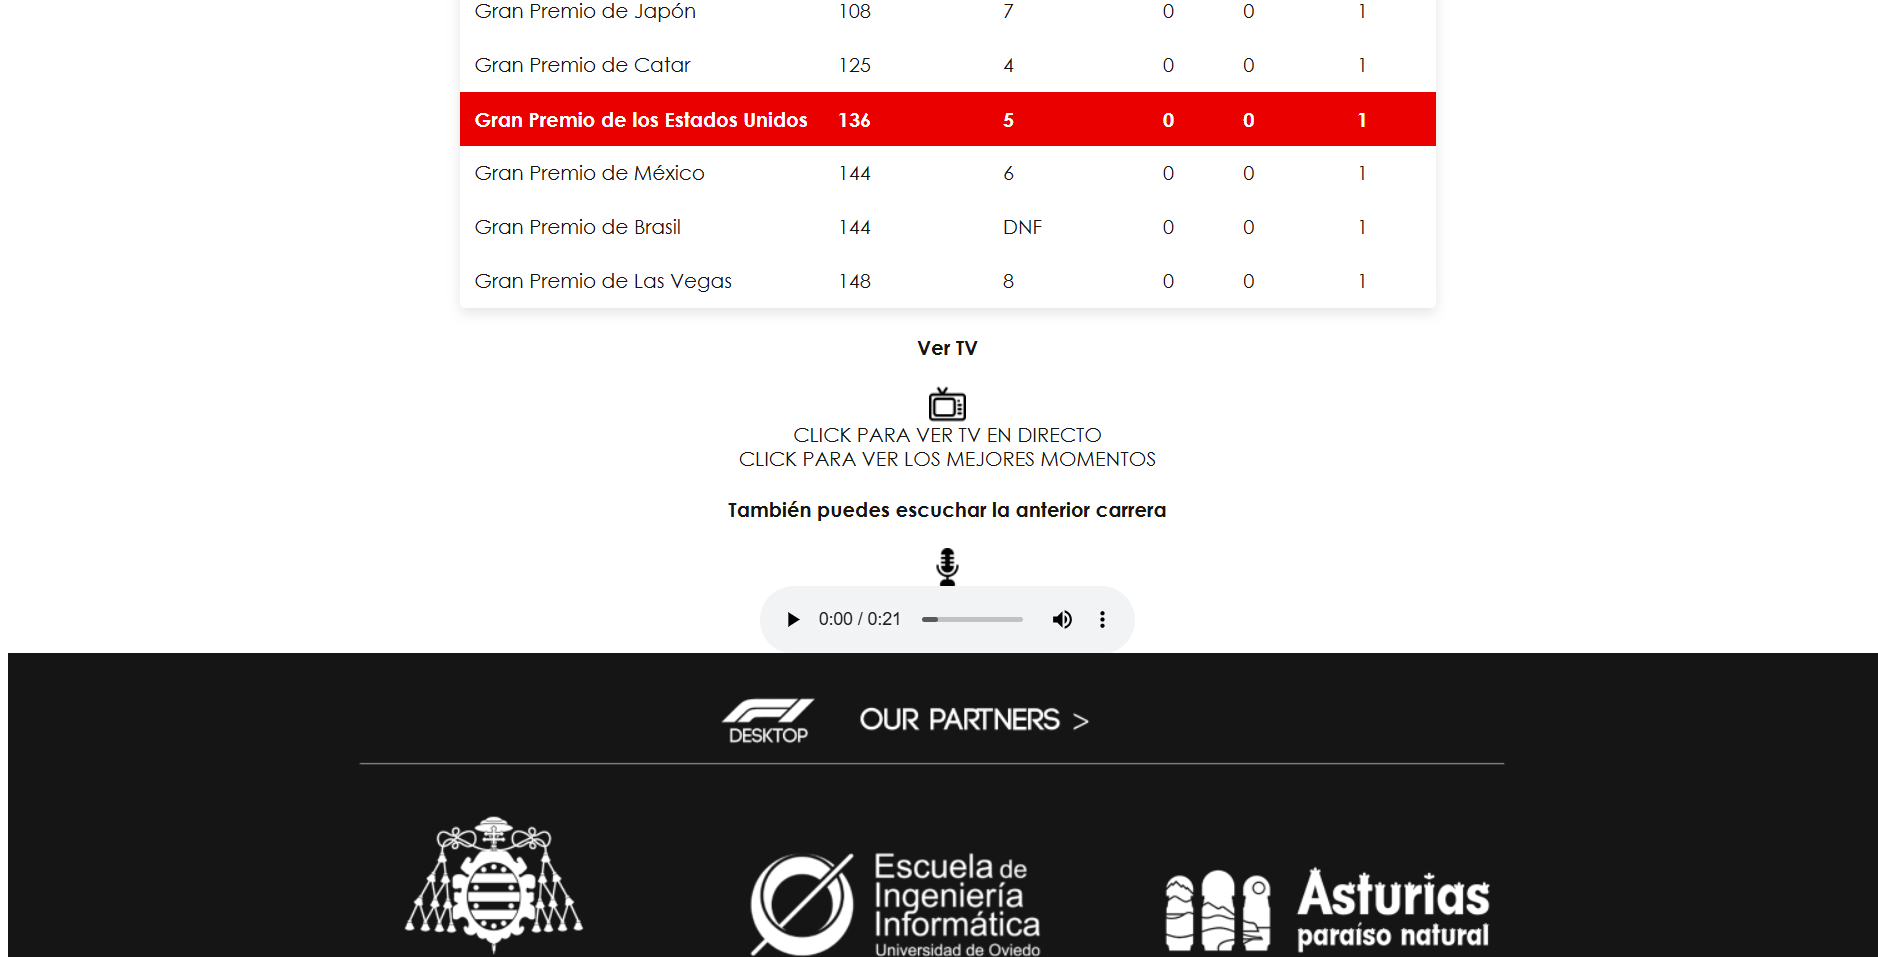 Gran Premio de Japón 108 7 0 0 1
Gran Premio de Catar 125 4 0 0 1
Gran Premio de los Estados Unidos 136 5 0 0 1
Gran Premio de México 144 6 0 0 1
Gran Premio de Brasil 144 DNF 0 0 1
Gran Premio de Las Vegas 148 8 0 0 1
Ver TV
CLICK PARA VER TV EN DIRECTO
CLICK PARA VER LOS MEJORES MOMENTOS
También puedes escuchar la anterior carrera
0:00 / 0:21
DESKTOP
OUR PARTNERS >
Escuela de
Ingeniería
Informática
Universidad de Oviedo
Asturias
paraíso natural